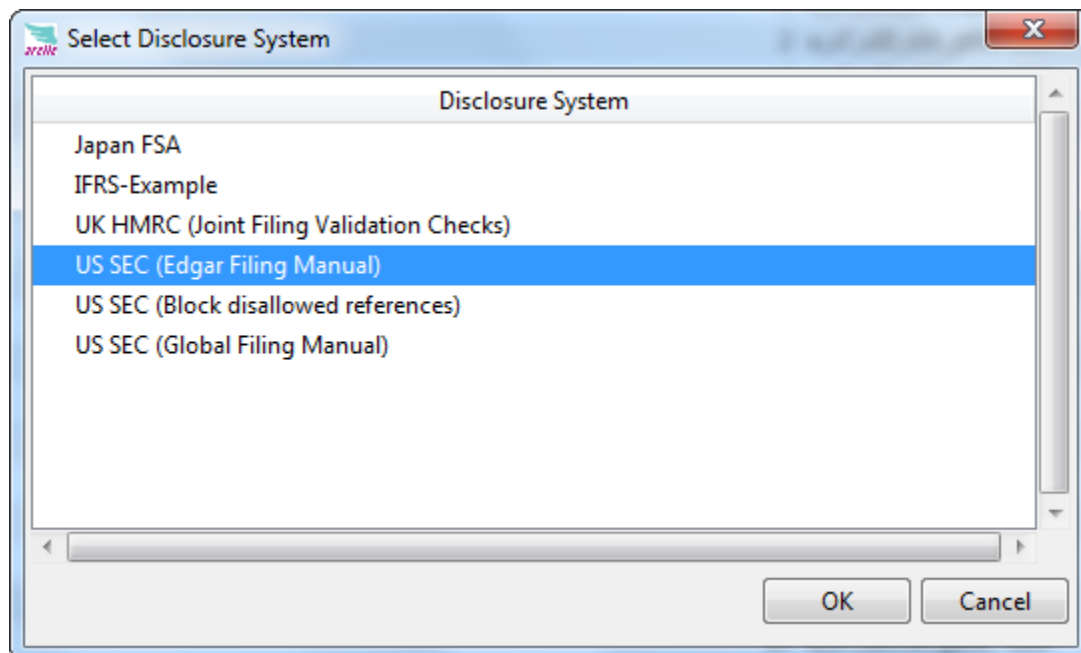 arelle
Select Disclosure System
Disclosure System
Japan FSA
IFRS-Example
UK HMRC (Joint Filing Validation Checks)
US SEC (Edgar Filing Manual)
US SEC (Block disallowed references)
US SEC (Global Filing Manual)
OK
Cancel